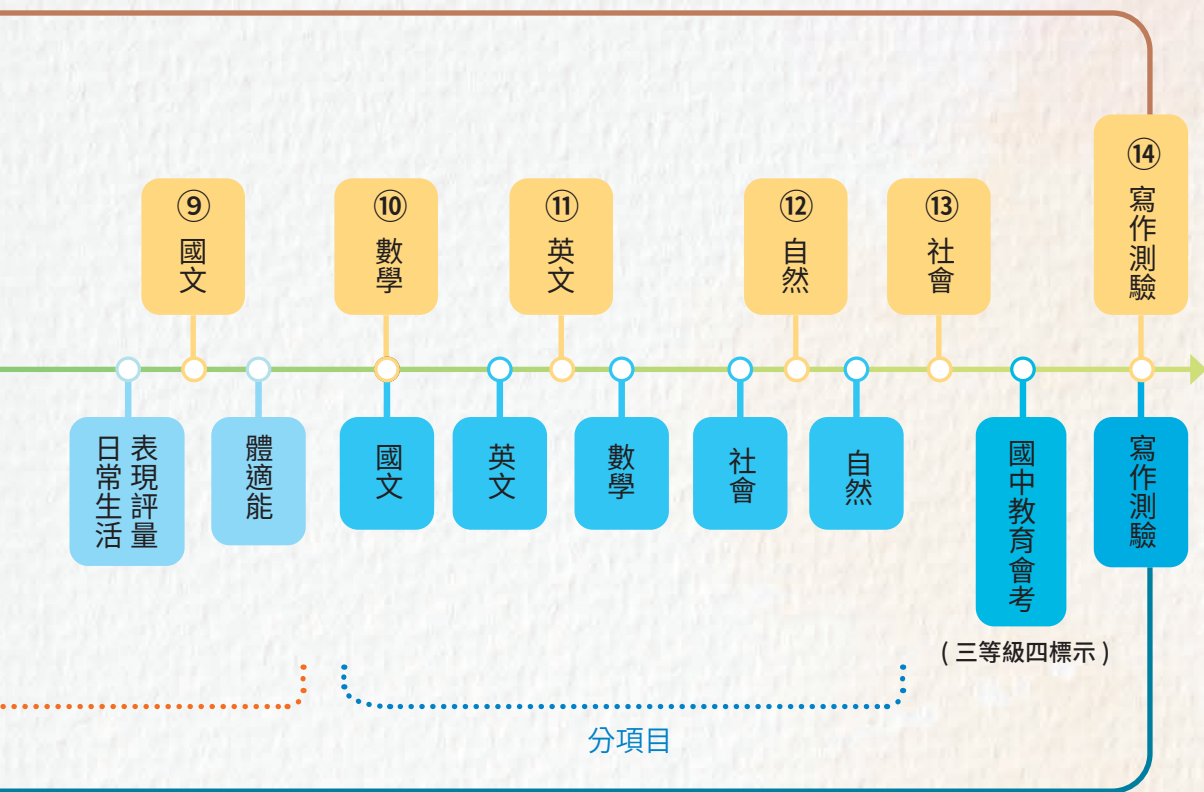 ⑨
國文
⑩
數學
⑪
英文
⑫
自然
⑬
社會
⑭
寫作測驗
日常生活
表現評量
體適能
國文
英文
數學
社會
自然
國中教育會考
( 三等級四標示 )
寫作測驗
分項目